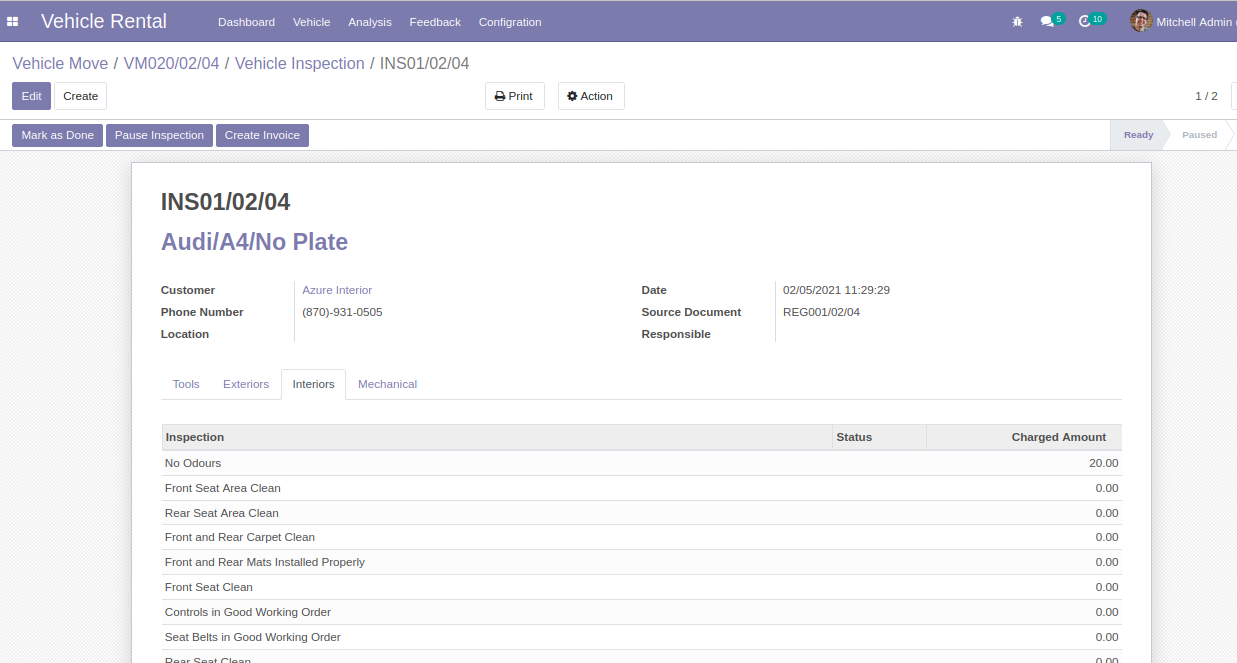 Vehicle Rental Dashboard Vehicle Analysis Feedback Configration 5 10 Mitchell Admin
Vehicle Move / VM020/02/04 / Vehicle Inspection / INS01/02/04
Edit Create Print Action 1 / 2
Mark as Done Pause Inspection Create Invoice Ready Paused
INS01/02/04
Audi/A4/No Plate
Customer Azure Interior Date 02/05/2021 11:29:29
Phone Number (870)-931-0505 Source Document REG001/02/04
Location Responsible
Tools Exteriors Interiors Mechanical
Inspection Status Charged Amount
No Odours 20.00
Front Seat Area Clean 0.00
Rear Seat Area Clean 0.00
Front and Rear Carpet Clean 0.00
Front and Rear Mats Installed Properly 0.00
Front Seat Clean 0.00
Controls in Good Working Order 0.00
Seat Belts in Good Working Order 0.00
Rear Seat Clean 0.00